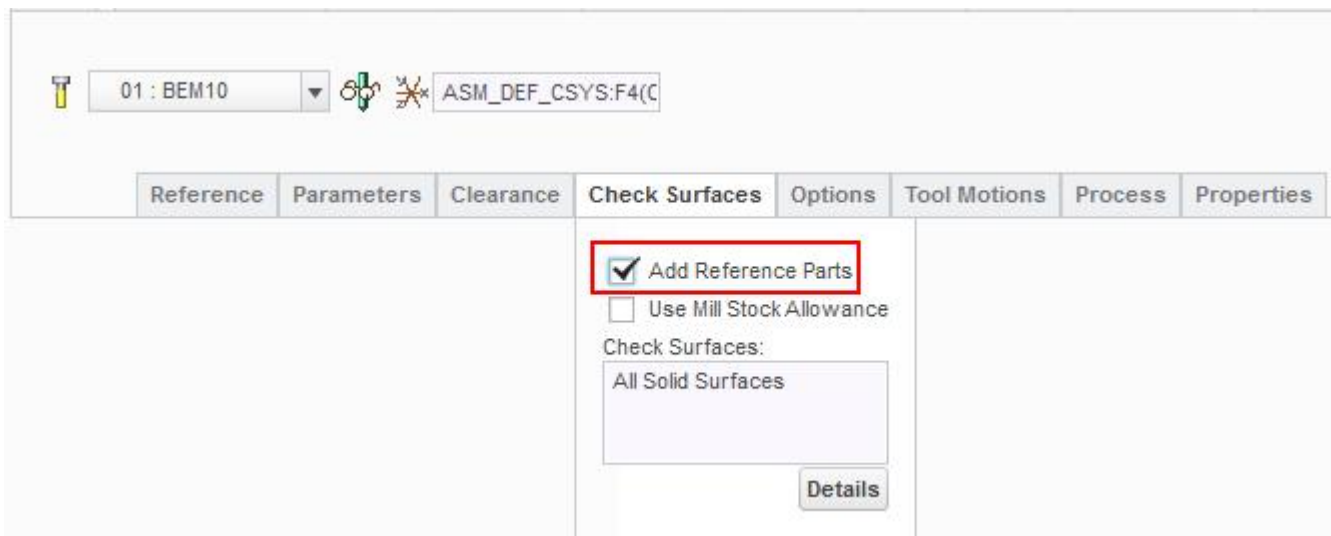 01 : BEM10 ASM_DEF_CSYS:F4(C
Reference Parameters Clearance Check Surfaces Options Tool Motions Process Properties
Add Reference Parts
Use Mill Stock Allowance
Check Surfaces:
All Solid Surfaces
Details